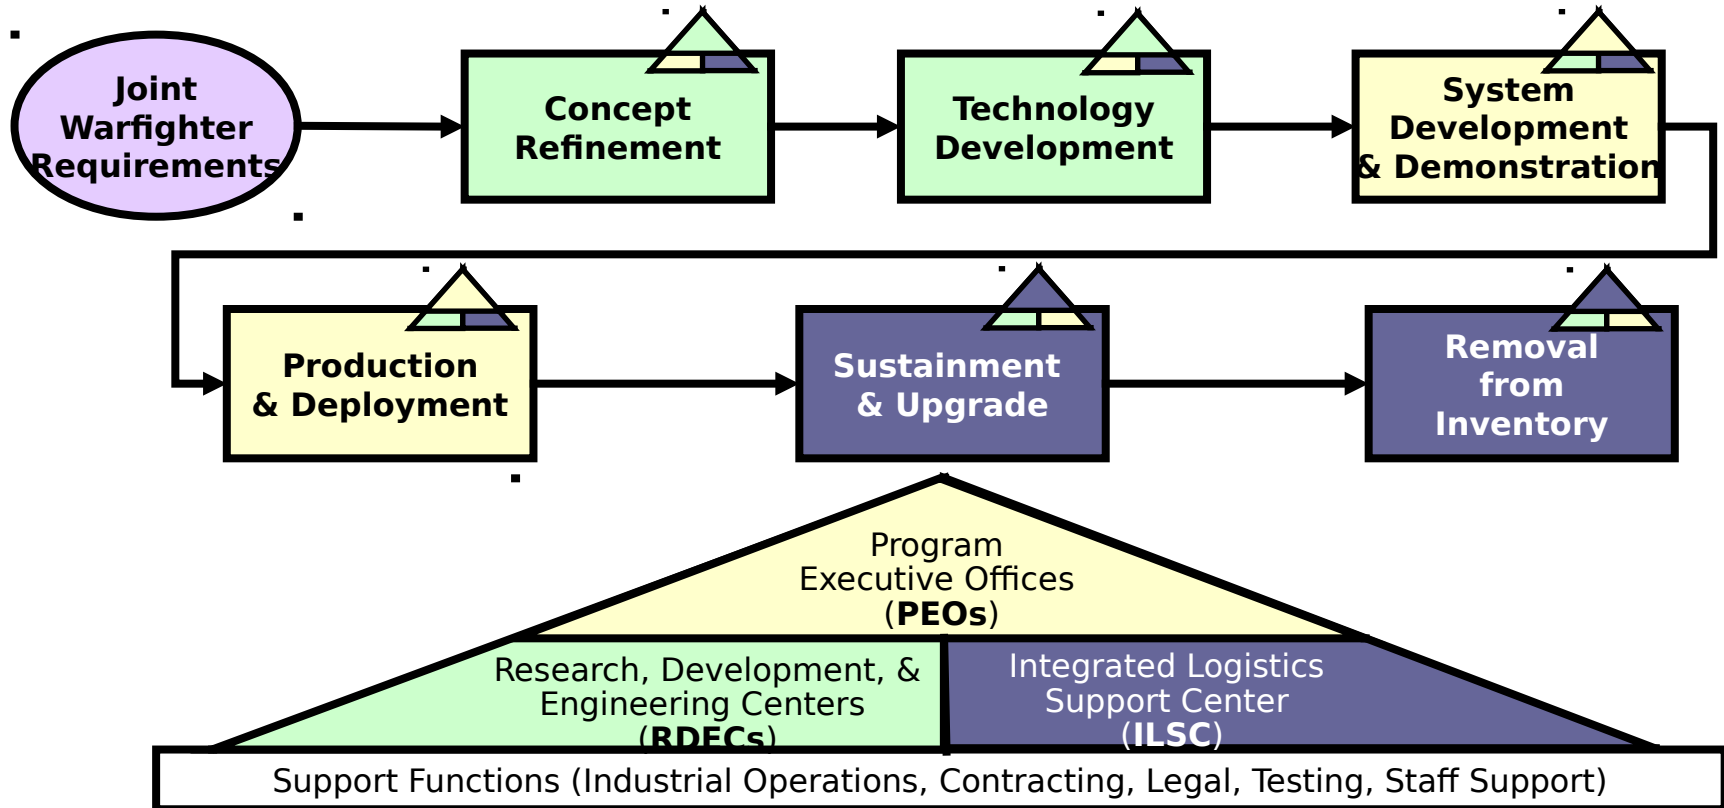 Joint
Warfighter
Requirements
Concept
Refinement
Technology
Development
System
Development
& Demonstration
Production
& Deployment
Sustainment
& Upgrade
Removal
from
Inventory
Program
Executive Offices
(PEOs)
Research, Development, &
Engineering Centers
(RDECs)
Integrated Logistics
Support Center
(ILSC)
Support Functions (Industrial Operations, Contracting, Legal, Testing, Staff Support)